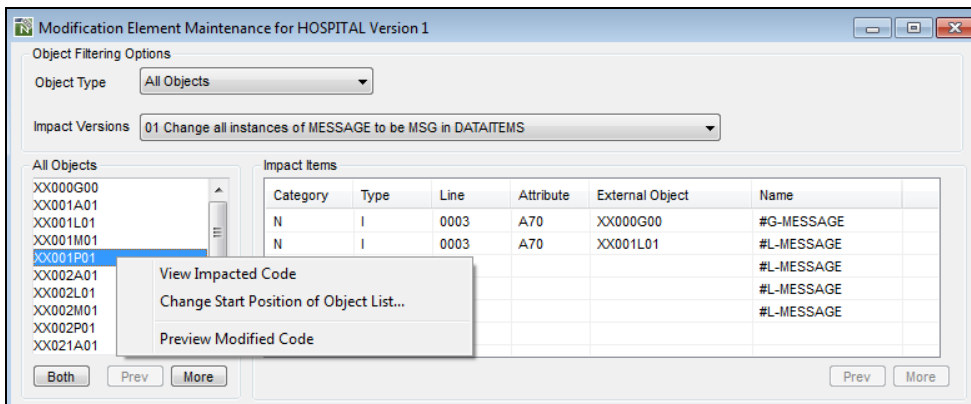 Modification Element Maintenance for HOSPITAL Version 1
Object Filtering Options
Object Type All Objects
Impact Versions 01 Change all instances of MESSAGE to be MSG in DATAITEMS
All Objects
XX000G00
XX001A01
XX001L01
XX001M01
XX001P01
XX002A01
XX002L01
XX002M01
XX002P01
XX021A01
View Impacted Code
Change Start Position of Object List...
Preview Modified Code
Both Prev More
Impact Items
Category Type Line Attribute External Object Name
N I 0003 A70 XX000G00 #G-MESSAGE
N I 0003 A70 XX001L01 #L-MESSAGE
#L-MESSAGE
#L-MESSAGE
#L-MESSAGE
Prev More